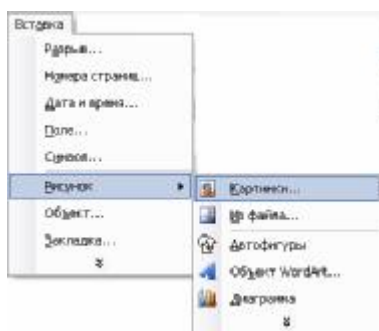 Вставка
Разрыв...
Номера страниц...
Дата и время...
Поле...
Символ...
Рисунок
Объект...
Закладка...
Картинки...
Из файла...
Автофигуры
Объект WordArt...
Диаграмма